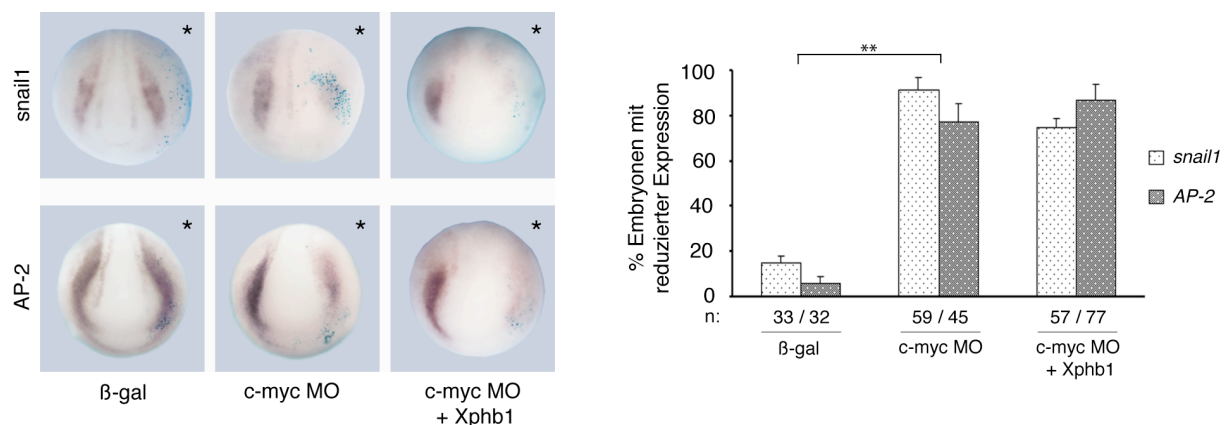 snail1
*
*
*
AP-2
*
*
*
ß-gal
c-myc MO
c-myc MO
+ Xphb1
% Embryonen mit
reduzierter Expression
**
100
80
60
40
20
0
snail1
AP-2
n:
33 / 32
59 / 45
57 / 77
ß-gal
c-myc MO
c-myc MO
+ Xphb1